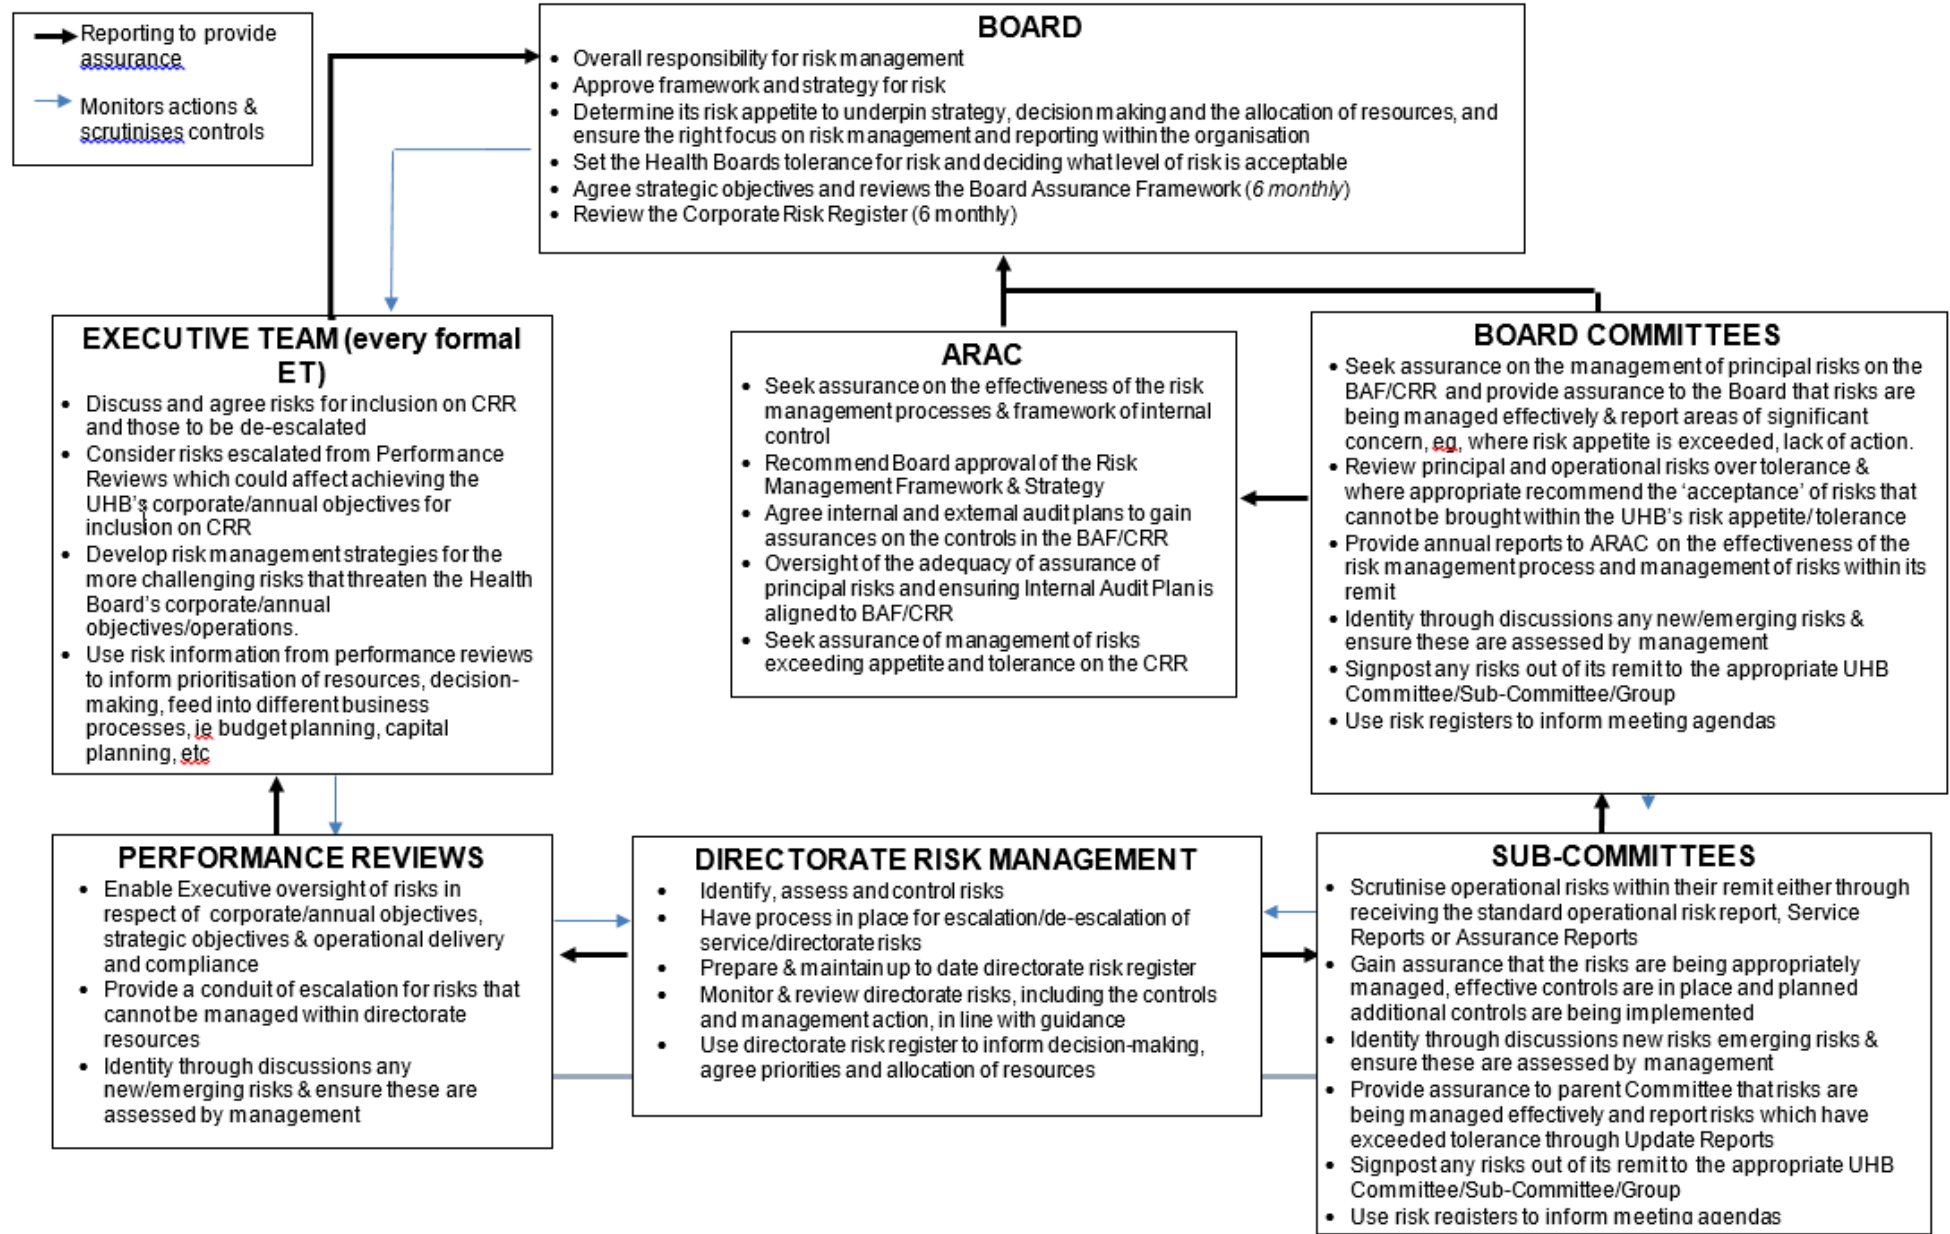 Reporting to provide
assurance
Monitors actions &
scrutinises controls
BOARD
• Overall responsibility for risk management
• Approve framework and strategy for risk
• Determine its risk appetite to underpin strategy, decision making and the allocation of resources, and
ensure the right focus on risk management and reporting within the organisation
• Set the Health Boards tolerance for risk and deciding what level of risk is acceptable
• Agree strategic objectives and reviews the Board Assurance Framework (6 monthly)
• Review the Corporate Risk Register (6 monthly)
EXECUTIVE TEAM (every formal
ET)
• Discuss and agree risks for inclusion on CRR
and those to be de-escalated
• Consider risks escalated from Performance
Reviews which could affect achieving the
UHB's corporate/annual objectives for
inclusion on CRR
• Develop risk management strategies for the
more challenging risks that threaten the Health
Board's corporate/annual
objectives/operations.
• Use risk information from performance reviews
to inform prioritisation of resources, decision-
making, feed into different business
processes, ie budget planning, capital
planning, etc
ARAC
• Seek assurance on the effectiveness of the risk
management processes & framework of internal
control
• Recommend Board approval of the Risk
Management Framework & Strategy
• Agree internal and external audit plans to gain
assurances on the controls in the BAF/CRR
• Oversight of the adequacy of assurance of
principal risks and ensuring Internal Audit Plan is
aligned to BAF/CRR
• Seek assurance of management of risks
exceeding appetite and tolerance on the CRR
BOARD COMMITTEES
• Seek assurance on the management of principal risks on the
BAF/CRR and provide assurance to the Board that risks are
being managed effectively & report areas of significant
concern, eg, where risk appetite is exceeded, lack of action.
• Review principal and operational risks over tolerance &
where appropriate recommend the 'acceptance' of risks that
cannot be brought within the UHB's risk appetite/ tolerance
• Provide annual reports to ARAC on the effectiveness of the
risk management process and management of risks within its
remit
• Identity through discussions any new/emerging risks &
ensure these are assessed by management
• Signpost any risks out of its remit to the appropriate UHB
Committee/Sub-Committee/Group
• Use risk registers to inform meeting agendas
PERFORMANCE REVIEWS
• Enable Executive oversight of risks in
respect of corporate/annual objectives,
strategic objectives & operational delivery
and compliance
• Provide a conduit of escalation for risks that
cannot be managed within directorate
resources
• Identity through discussions any
new/emerging risks & ensure these are
assessed by management
DIRECTORATE RISK MANAGEMENT
• Identify, assess and control risks
• Have process in place for escalation/de-escalation of
service/directorate risks
• Prepare & maintain up to date directorate risk register
• Monitor & review directorate risks, including the controls
and management action, in line with guidance
• Use directorate risk register to inform decision-making,
agree priorities and allocation of resources
SUB-COMMITTEES
• Scrutinise operational risks within their remit either through
receiving the standard operational risk report, Service
Reports or Assurance Reports
• Gain assurance that the risks are being appropriately
managed, effective controls are in place and planned
additional controls are being implemented
• Identity through discussions new risks emerging risks &
ensure these are assessed by management
• Provide assurance to parent Committee that risks are
being managed effectively and report risks which have
exceeded tolerance through Update Reports
• Signpost any risks out of its remit to the appropriate UHB
Committee/Sub-Committee/Group
• Use risk registers to inform meeting agendas